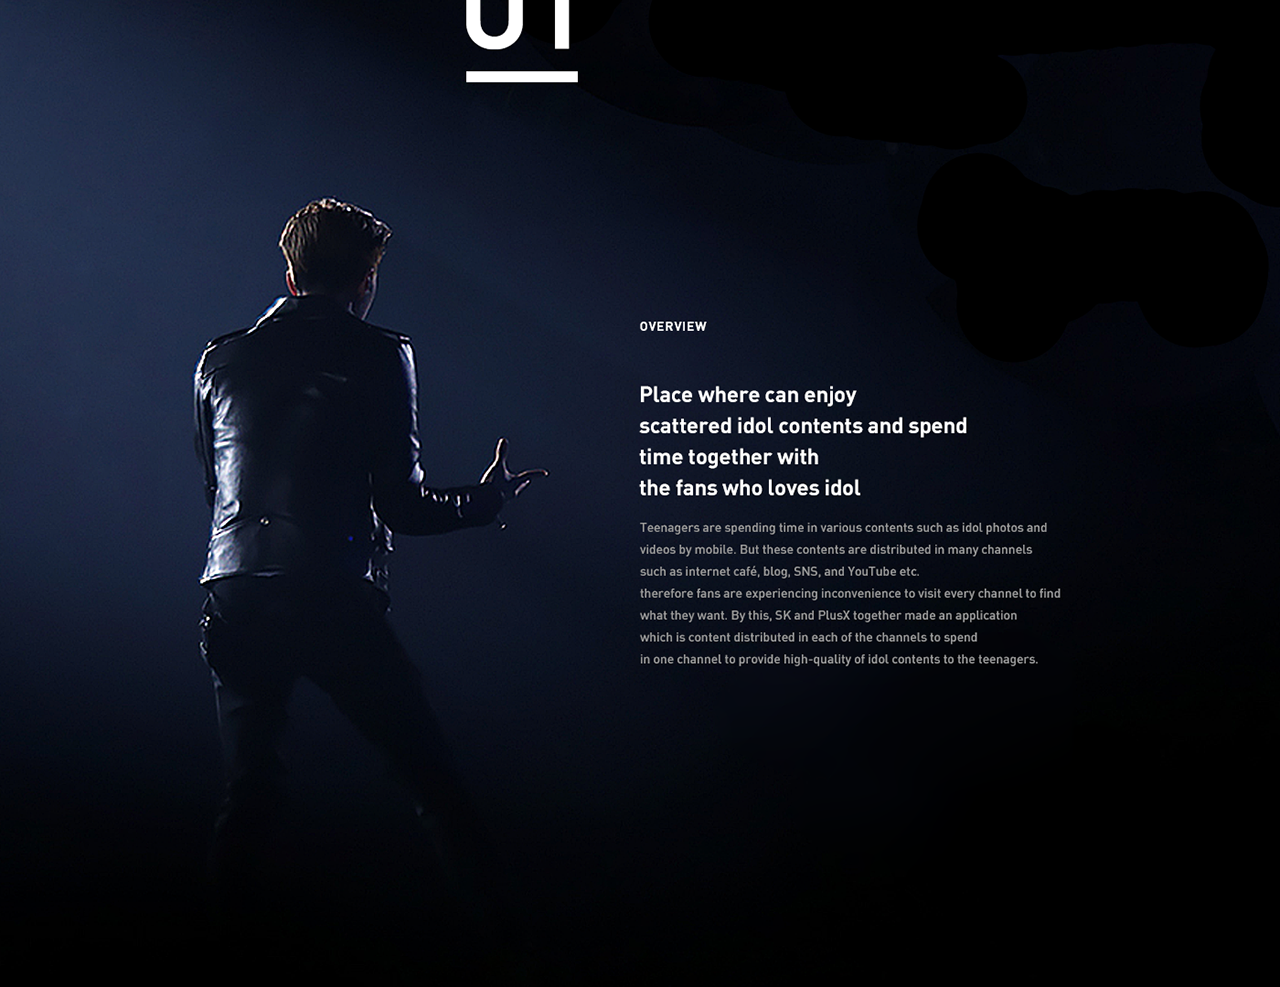 OVERVIEW
Place where can enjoy
scattered idol contents and spend
time together with
the fans who loves idol
Teenagers are spending time in various contents such as idol photos and
videos by mobile. But these contents are distributed in many channels
such as internet café, blog, SNS, and YouTube etc.
therefore fans are experiencing inconvenience to visit every channel to find
what they want. By this, SK and PlusX together made an application
which is content distributed in each of the channels to spend
in one channel to provide high-quality of idol contents to the teenagers.